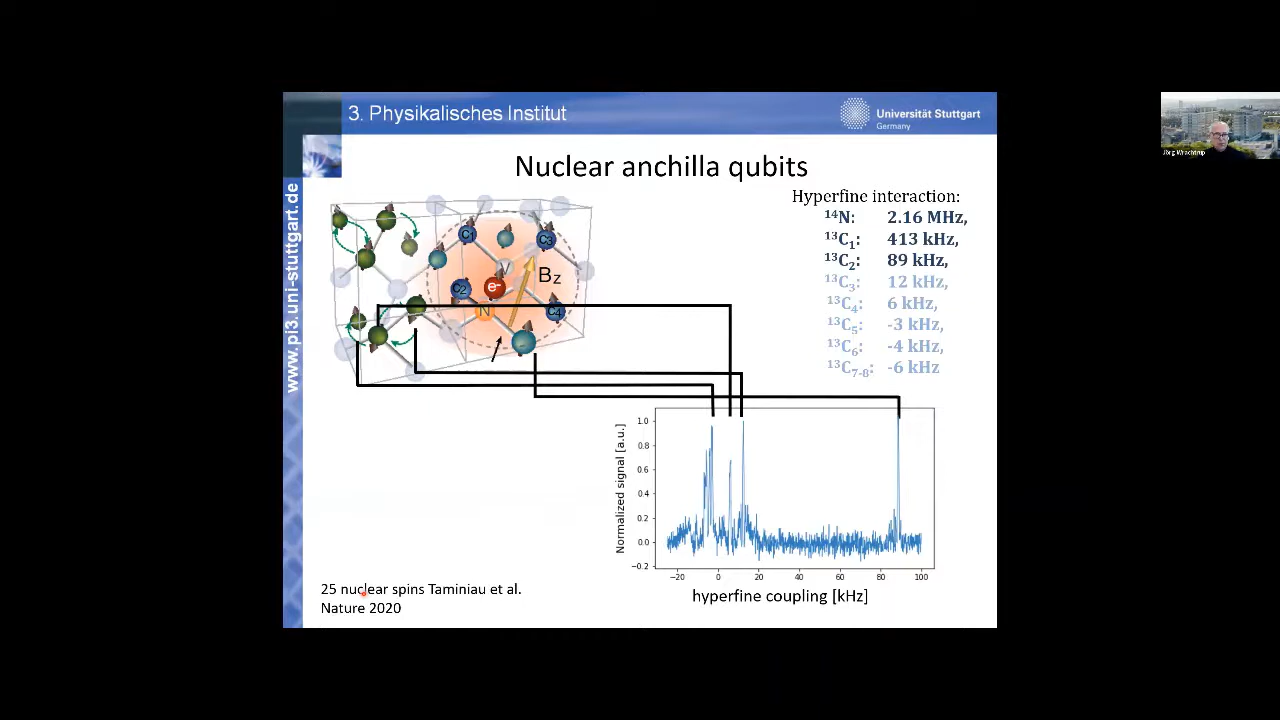 3. Physikalisches Institut
Universität Stuttgart
Germany
Jörg Wrachtrup
www.pi3.uni-stuttgart.de
Nuclear anchilla qubits
Hyperfine interaction:
¹⁴N: 2.16 MHz,
¹³C₁: 413 kHz,
¹³C₂: 89 kHz,
¹³C₃: 12 kHz,
¹³C₄: 6 kHz,
¹³C₅: -3 kHz,
¹³C₆: -4 kHz,
¹³C₇₋₈: -6 kHz
C1
C3
V
Bz
C2
e-
N
C4
Normalized signal [a.u.]
1.0
0.8
0.6
0.4
0.2
0.0
−0.2
−20 0 20 40 60 80 100
hyperfine coupling [kHz]
25 nuclear spins Taminiau et al.
Nature 2020